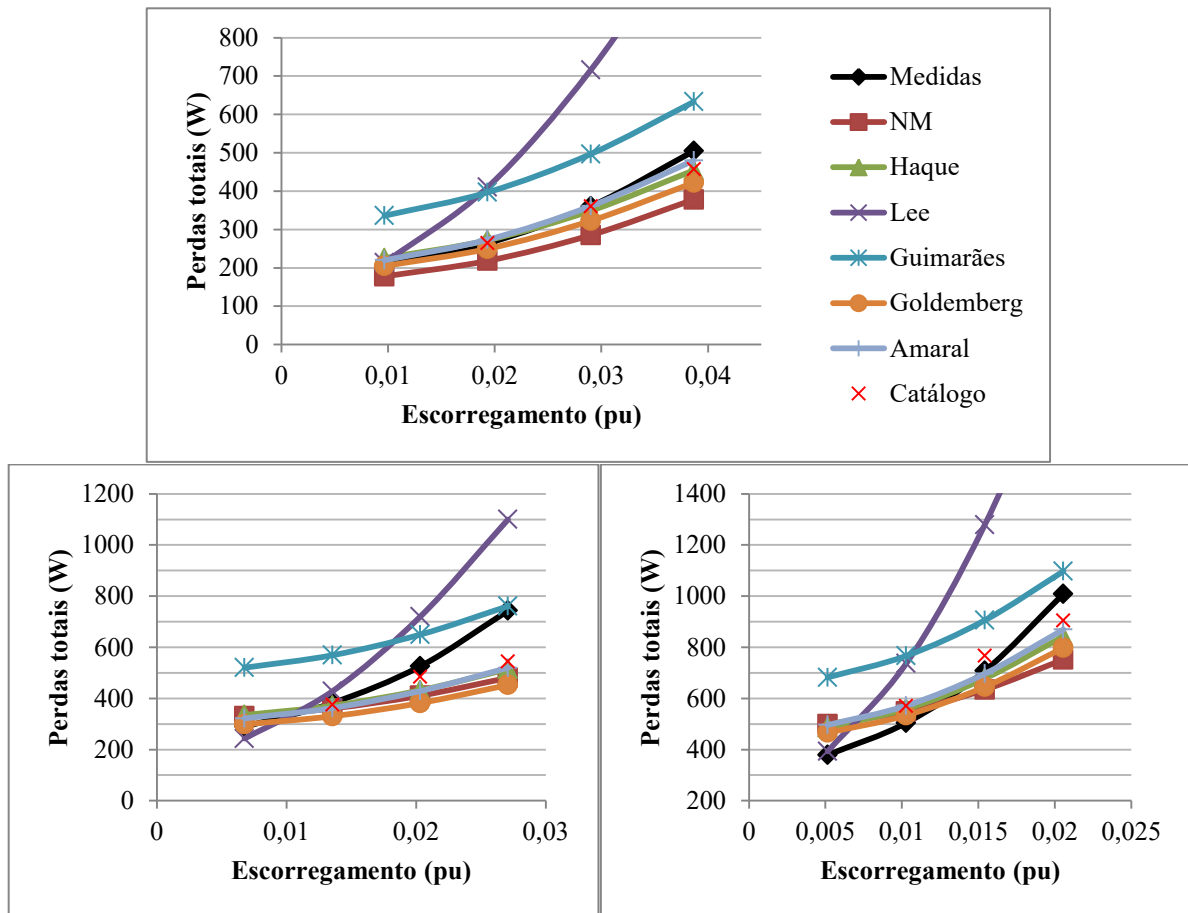 800
700
600
500
400
300
200
100
0
Perdas totais (W)
0
0,01
0,02
0,03
0,04
Escorregamento (pu)
Medidas
NM
Haque
Lee
Guimarães
Goldemberg
Amaral
Catálogo
1200
1000
800
600
400
200
0
Perdas totais (W)
0
0,01
0,02
0,03
Escorregamento (pu)
1400
1200
1000
800
600
400
200
Perdas totais (W)
0
0,005
0,01
0,015
0,02
0,025
Escorregamento (pu)